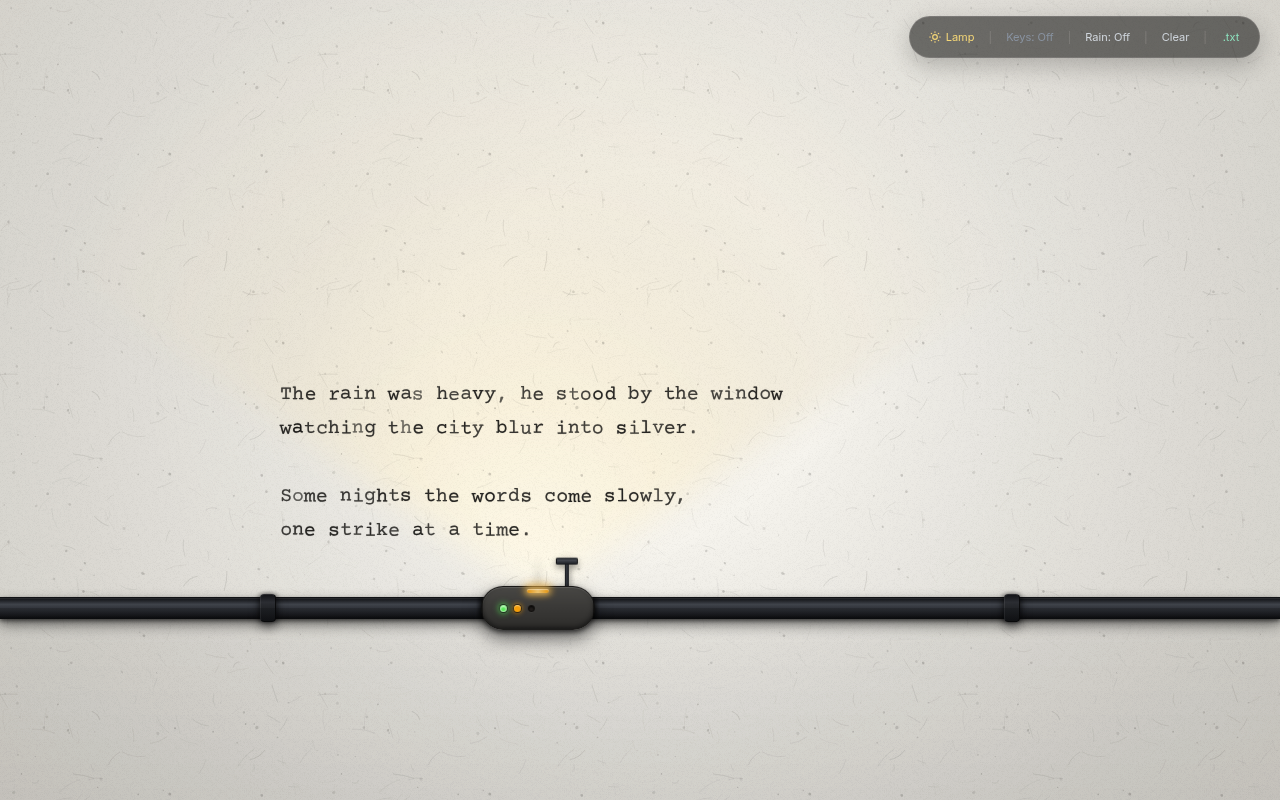 Lamp | Keys: Off | Rain: Off | Clear | .txt
The rain was heavy, he stood by the window
watching the city blur into silver.
Some nights the words come slowly,
one strike at a time.